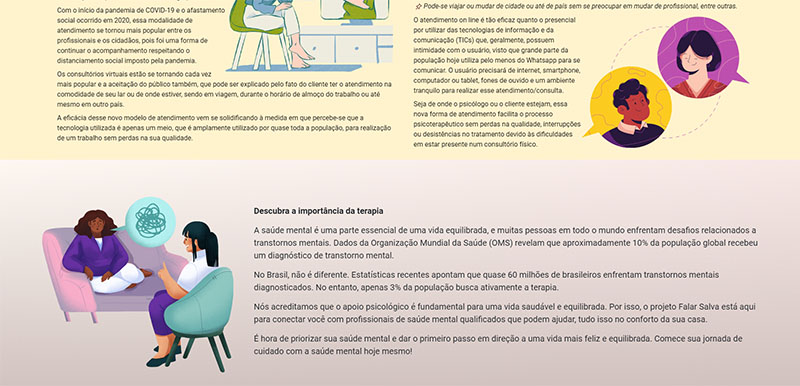 Com o início da pandemia de COVID-19 e o afastamento
social ocorrido em 2020, essa modalidade de
atendimento se tornou mais popular entre os
profissionais e os cidadãos, pois foi uma forma de
continuar o acompanhamento respeitando o
distanciamento social imposto pela pandemia.
Os consultórios virtuais estão se tornando cada vez
mais popular e a aceitação do público também, que pode ser explicado pelo fato do cliente ter o atendimento na
comodidade de seu lar ou de onde estiver, sendo em viagem, durante o horário de almoço do trabalho ou até
mesmo em outro país.
A eficácia desse novo modelo de atendimento vem se solidificando à medida em que percebe-se que a
tecnologia utilizada é apenas um meio, que é amplamente utilizado por quase toda a população, para realização
de um trabalho sem perdas na sua qualidade.
Pode-se viajar ou mudar de cidade ou até de país sem se preocupar em mudar de profissional, entre outras.
O atendimento on line é tão eficaz quanto o presencial
por utilizar das tecnologias de informação e da
comunicação (TICs) que, geralmente, possuem
intimidade com o usuário, visto que grande parte da
população hoje utiliza pelo menos do Whatsapp para se
comunicar. O usuário precisará de internet, smartphone,
computador ou tablet, fones de ouvido e um ambiente
tranquilo para realizar esse atendimento/consulta.
Seja de onde o psicólogo ou o cliente estejam, essa
nova forma de atendimento facilita o processo
psicoterapêutico sem perdas na qualidade, interrupções
ou desistências no tratamento devido às dificuldades
em estar presente num consultório físico.
Descubra a importância da terapia
A saúde mental é uma parte essencial de uma vida equilibrada, e muitas pessoas em todo o mundo enfrentam desafios relacionados a
transtornos mentais. Dados da Organização Mundial da Saúde (OMS) revelam que aproximadamente 10% da população global recebeu
um diagnóstico de transtorno mental.
No Brasil, não é diferente. Estatísticas recentes apontam que quase 60 milhões de brasileiros enfrentam transtornos mentais
diagnosticados. No entanto, apenas 3% da população busca ativamente a terapia.
Nós acreditamos que o apoio psicológico é fundamental para uma vida saudável e equilibrada. Por isso, o projeto Falar Salva está aqui
para conectar você com profissionais de saúde mental qualificados que podem ajudar, tudo isso no conforto da sua casa.
É hora de priorizar sua saúde mental e dar o primeiro passo em direção a uma vida mais feliz e equilibrada. Comece sua jornada de
cuidado com a saúde mental hoje mesmo!